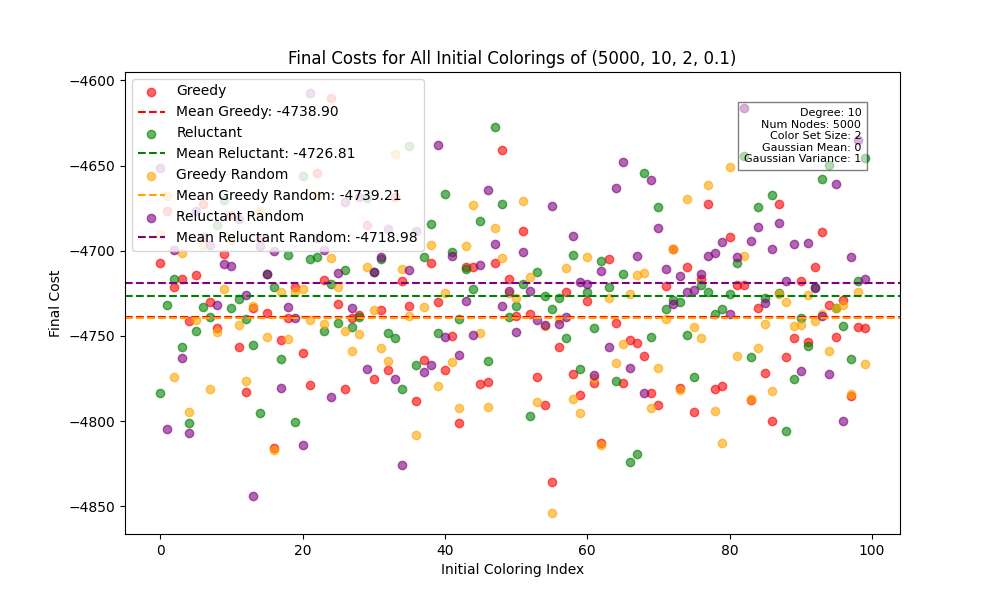 Final Costs for All Initial Colorings of (5000, 10, 2, 0.1)
Final Cost
−4600
−4650
−4700
−4750
−4800
−4850
Greedy
Mean Greedy: -4738.90
Reluctant
Mean Reluctant: -4726.81
Greedy Random
Mean Greedy Random: -4739.21
Reluctant Random
Mean Reluctant Random: -4718.98
Degree: 10
Num Nodes: 5000
Color Set Size: 2
Gaussian Mean: 0
Gaussian Variance: 1
0
20
40
60
80
100
Initial Coloring Index